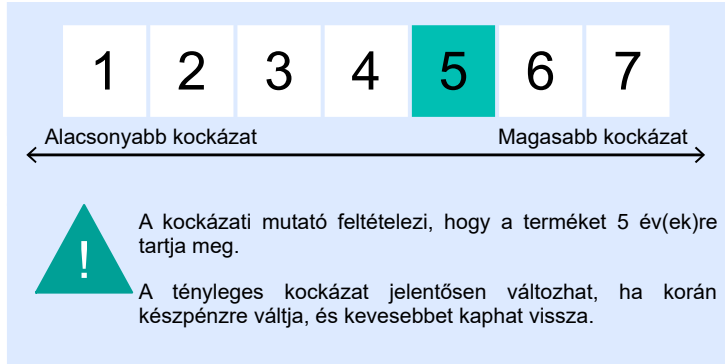 1 2 3 4 5 6 7
Alacsonyabb kockázat Magasabb kockázat
! A kockázati mutató feltételezi, hogy a terméket 5 év(ek)re
tartja meg.
A tényleges kockázat jelentősen változhat, ha korán
készpénzre váltja, és kevesebbet kaphat vissza.